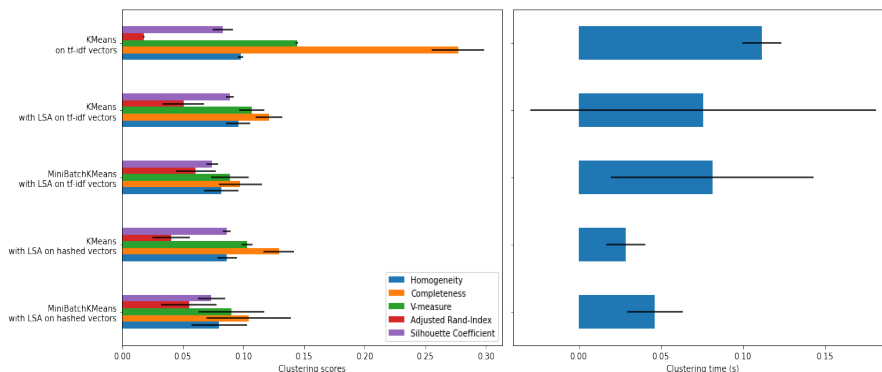 KMeans
on tf-idf vectors
KMeans
with LSA on tf-idf vectors
MiniBatchKMeans
with LSA on tf-idf vectors
KMeans
with LSA on hashed vectors
MiniBatchKMeans
with LSA on hashed vectors
Homogeneity
Completeness
V-measure
Adjusted Rand-Index
Silhouette Coefficient
0.00 0.05 0.10 0.15 0.20 0.25 0.30
Clustering scores
0.00 0.05 0.10 0.15
Clustering time (s)